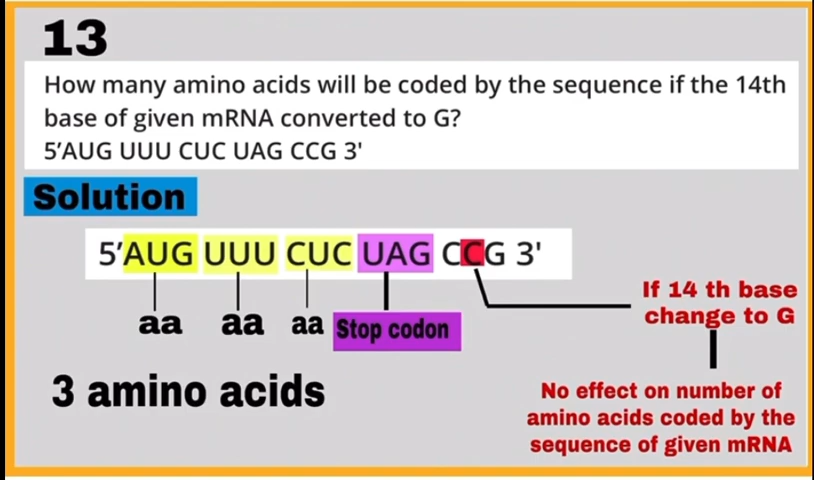 13
How many amino acids will be coded by the sequence if the 14th
base of given mRNA converted to G?
5’AUG UUU CUC UAG CCG 3'
Solution
5’AUG UUU CUC UAG CCG 3'
aa aa aa Stop codon
If 14 th base
change to G
3 amino acids
No effect on number of
amino acids coded by the
sequence of given mRNA